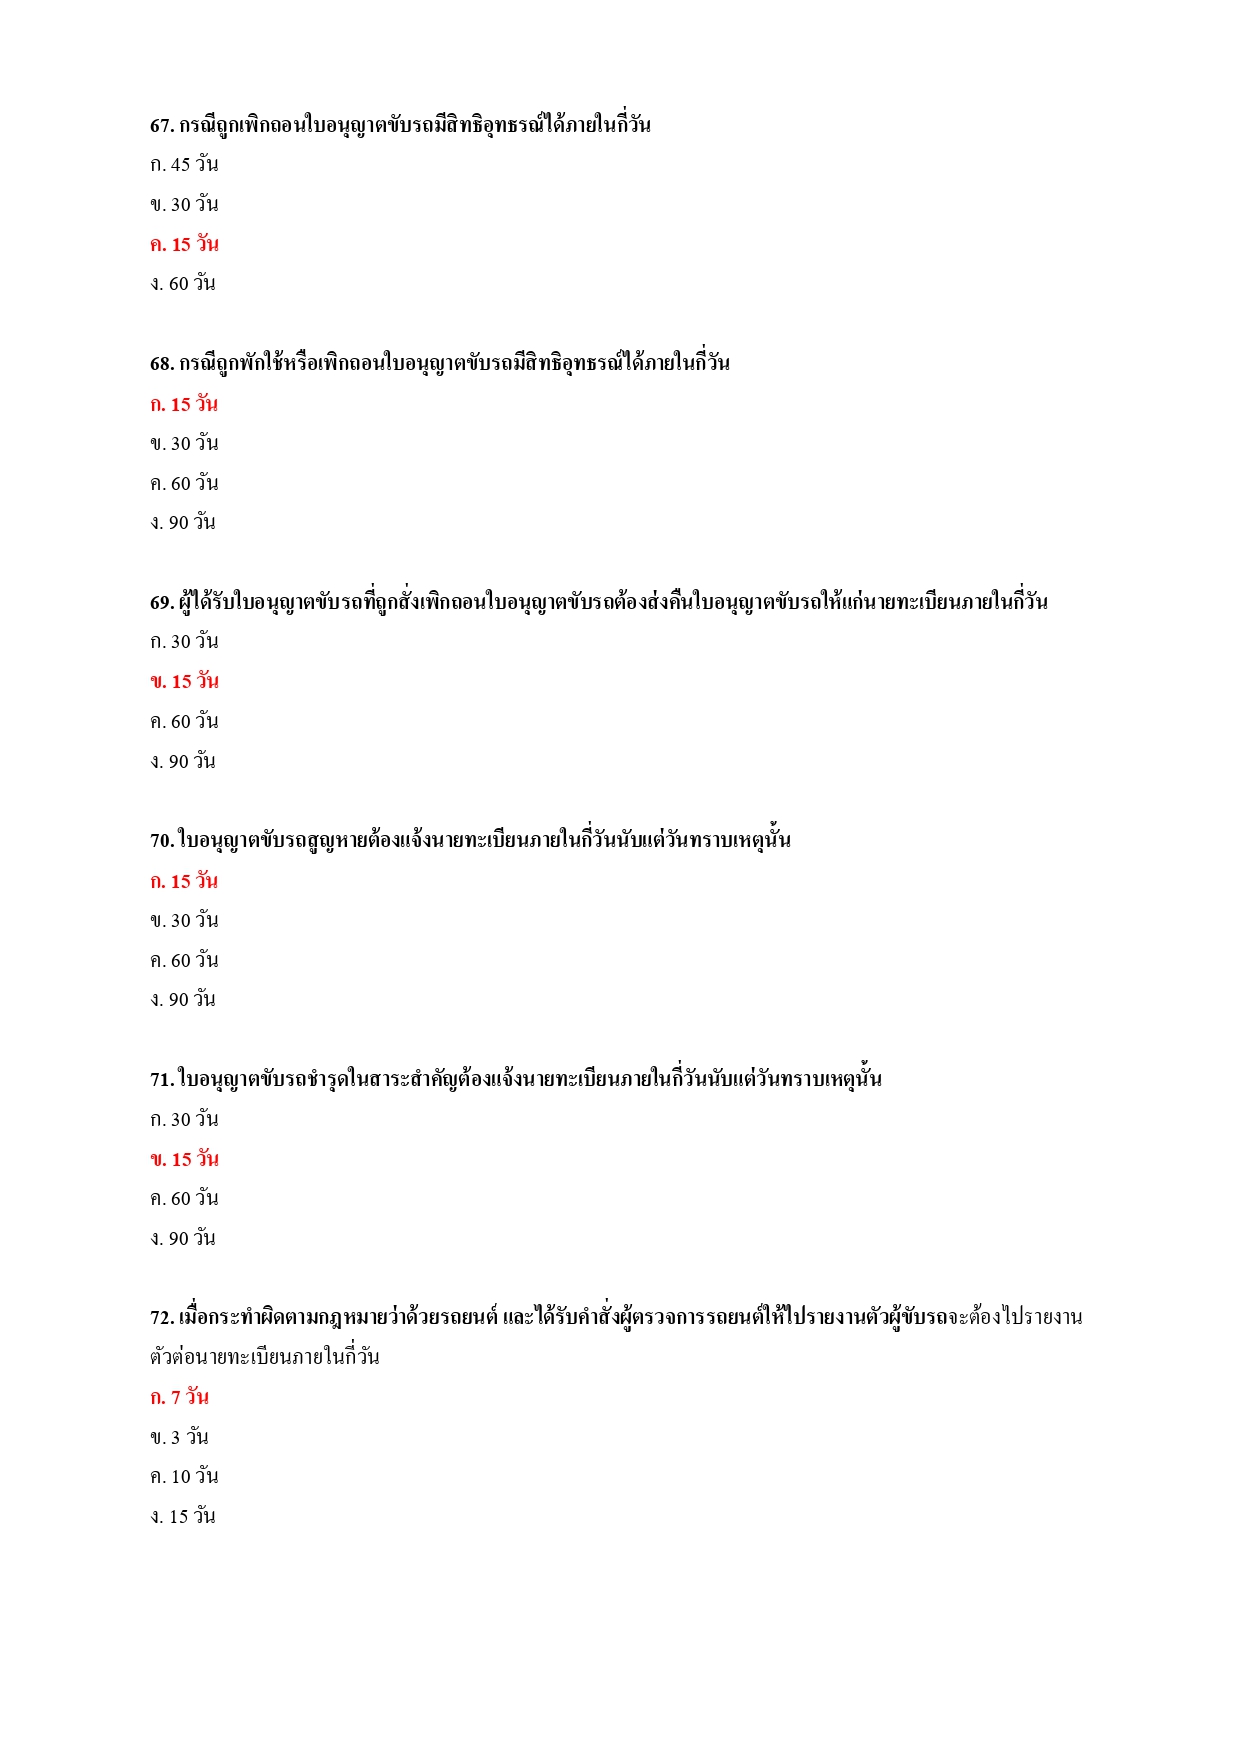 67. กรณีถูกเพิกถอนใบอนุญาตขับรถมีสิทธิอุทธรณ์ได้ภายในกี่วัน
ก. 45 วัน
ข. 30 วัน
ค. 15 วัน
ง. 60 วัน
68. กรณีถูกพักใช้หรือเพิกถอนใบอนุญาตขับรถมีสิทธิอุทธรณ์ได้ภายในกี่วัน
ก. 15 วัน
ข. 30 วัน
ค. 60 วัน
ง. 90 วัน
69. ผู้ได้รับใบอนุญาตขับรถที่ถูกสั่งเพิกถอนใบอนุญาตขับรถต้องส่งคืนใบอนุญาตขับรถให้แก่นายทะเบียนภายในกี่วัน
ก. 30 วัน
ข. 15 วัน
ค. 60 วัน
ง. 90 วัน
70. ใบอนุญาตขับรถสูญหายต้องแจ้งนายทะเบียนภายในกี่วันนับแต่วันทราบเหตุนั้น
ก. 15 วัน
ข. 30 วัน
ค. 60 วัน
ง. 90 วัน
71. ใบอนุญาตขับรถชำรุดในสาระสำคัญต้องแจ้งนายทะเบียนภายในกี่วันนับแต่วันทราบเหตุนั้น
ก. 30 วัน
ข. 15 วัน
ค. 60 วัน
ง. 90 วัน
72. เมื่อกระทำผิดตามกฎหมายว่าด้วยรถยนต์ และได้รับคำสั่งผู้ตรวจการรถยนต์ให้ไปรายงานตัวผู้ขับรถจะต้องไปรายงาน
ตัวต่อนายทะเบียนภายในกี่วัน
ก. 7 วัน
ข. 3 วัน
ค. 10 วัน
ง. 15 วัน